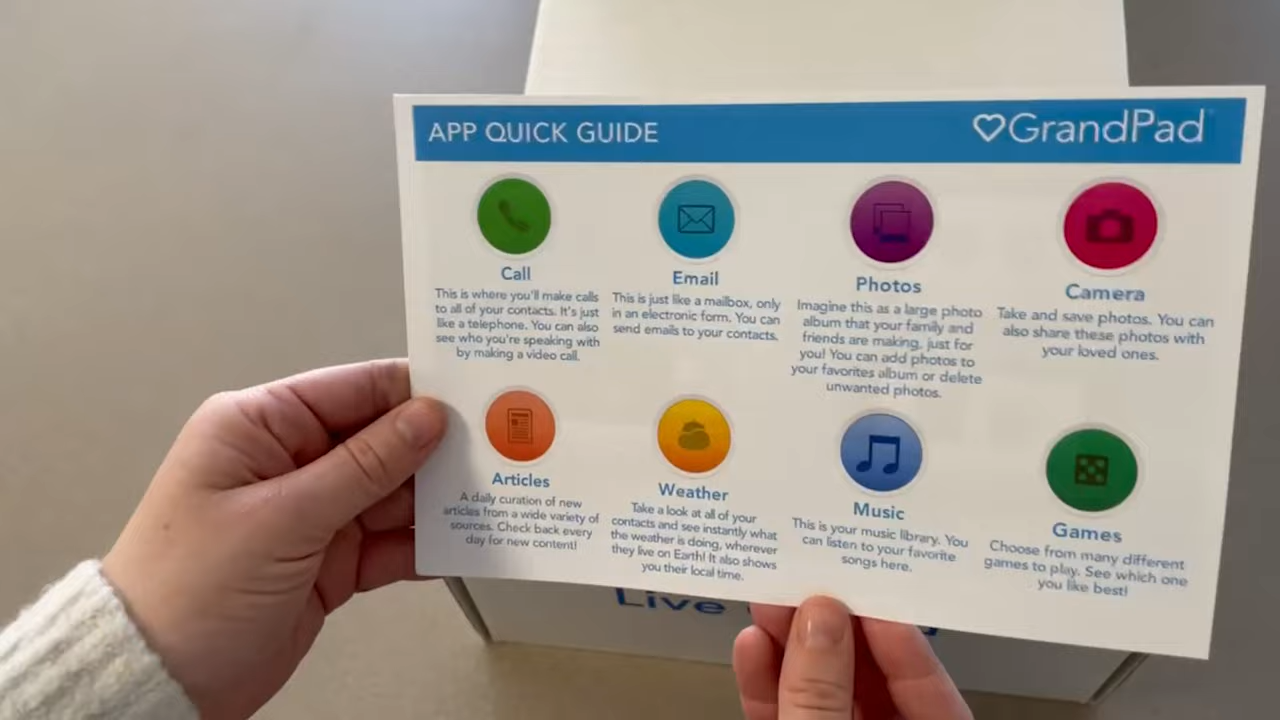 APP QUICK GUIDE
GrandPad
Call
This is where you'll make calls
to all of your contacts. It's just
like a telephone. You can also
see who you're speaking with
by making a video call.
Email
This is just like a mailbox, only
in an electronic form. You can
send emails to your contacts.
Photos
Imagine this as a large photo
album that your family and
friends are making, just for
you! You can add photos to
your favorites album or delete
unwanted photos.
Camera
Take and save photos. You can
also share these photos with
your loved ones.
Articles
A daily curation of new
articles from a wide variety of
sources. Check back every
day for new content!
Weather
Take a look at all of your
contacts and see instantly what
the weather is doing, wherever
they live on Earth! It also shows
you their local time.
Music
This is your music library. You
can listen to your favorite
songs here.
Games
Choose from many different
games to play. See which one
you like best!
Live